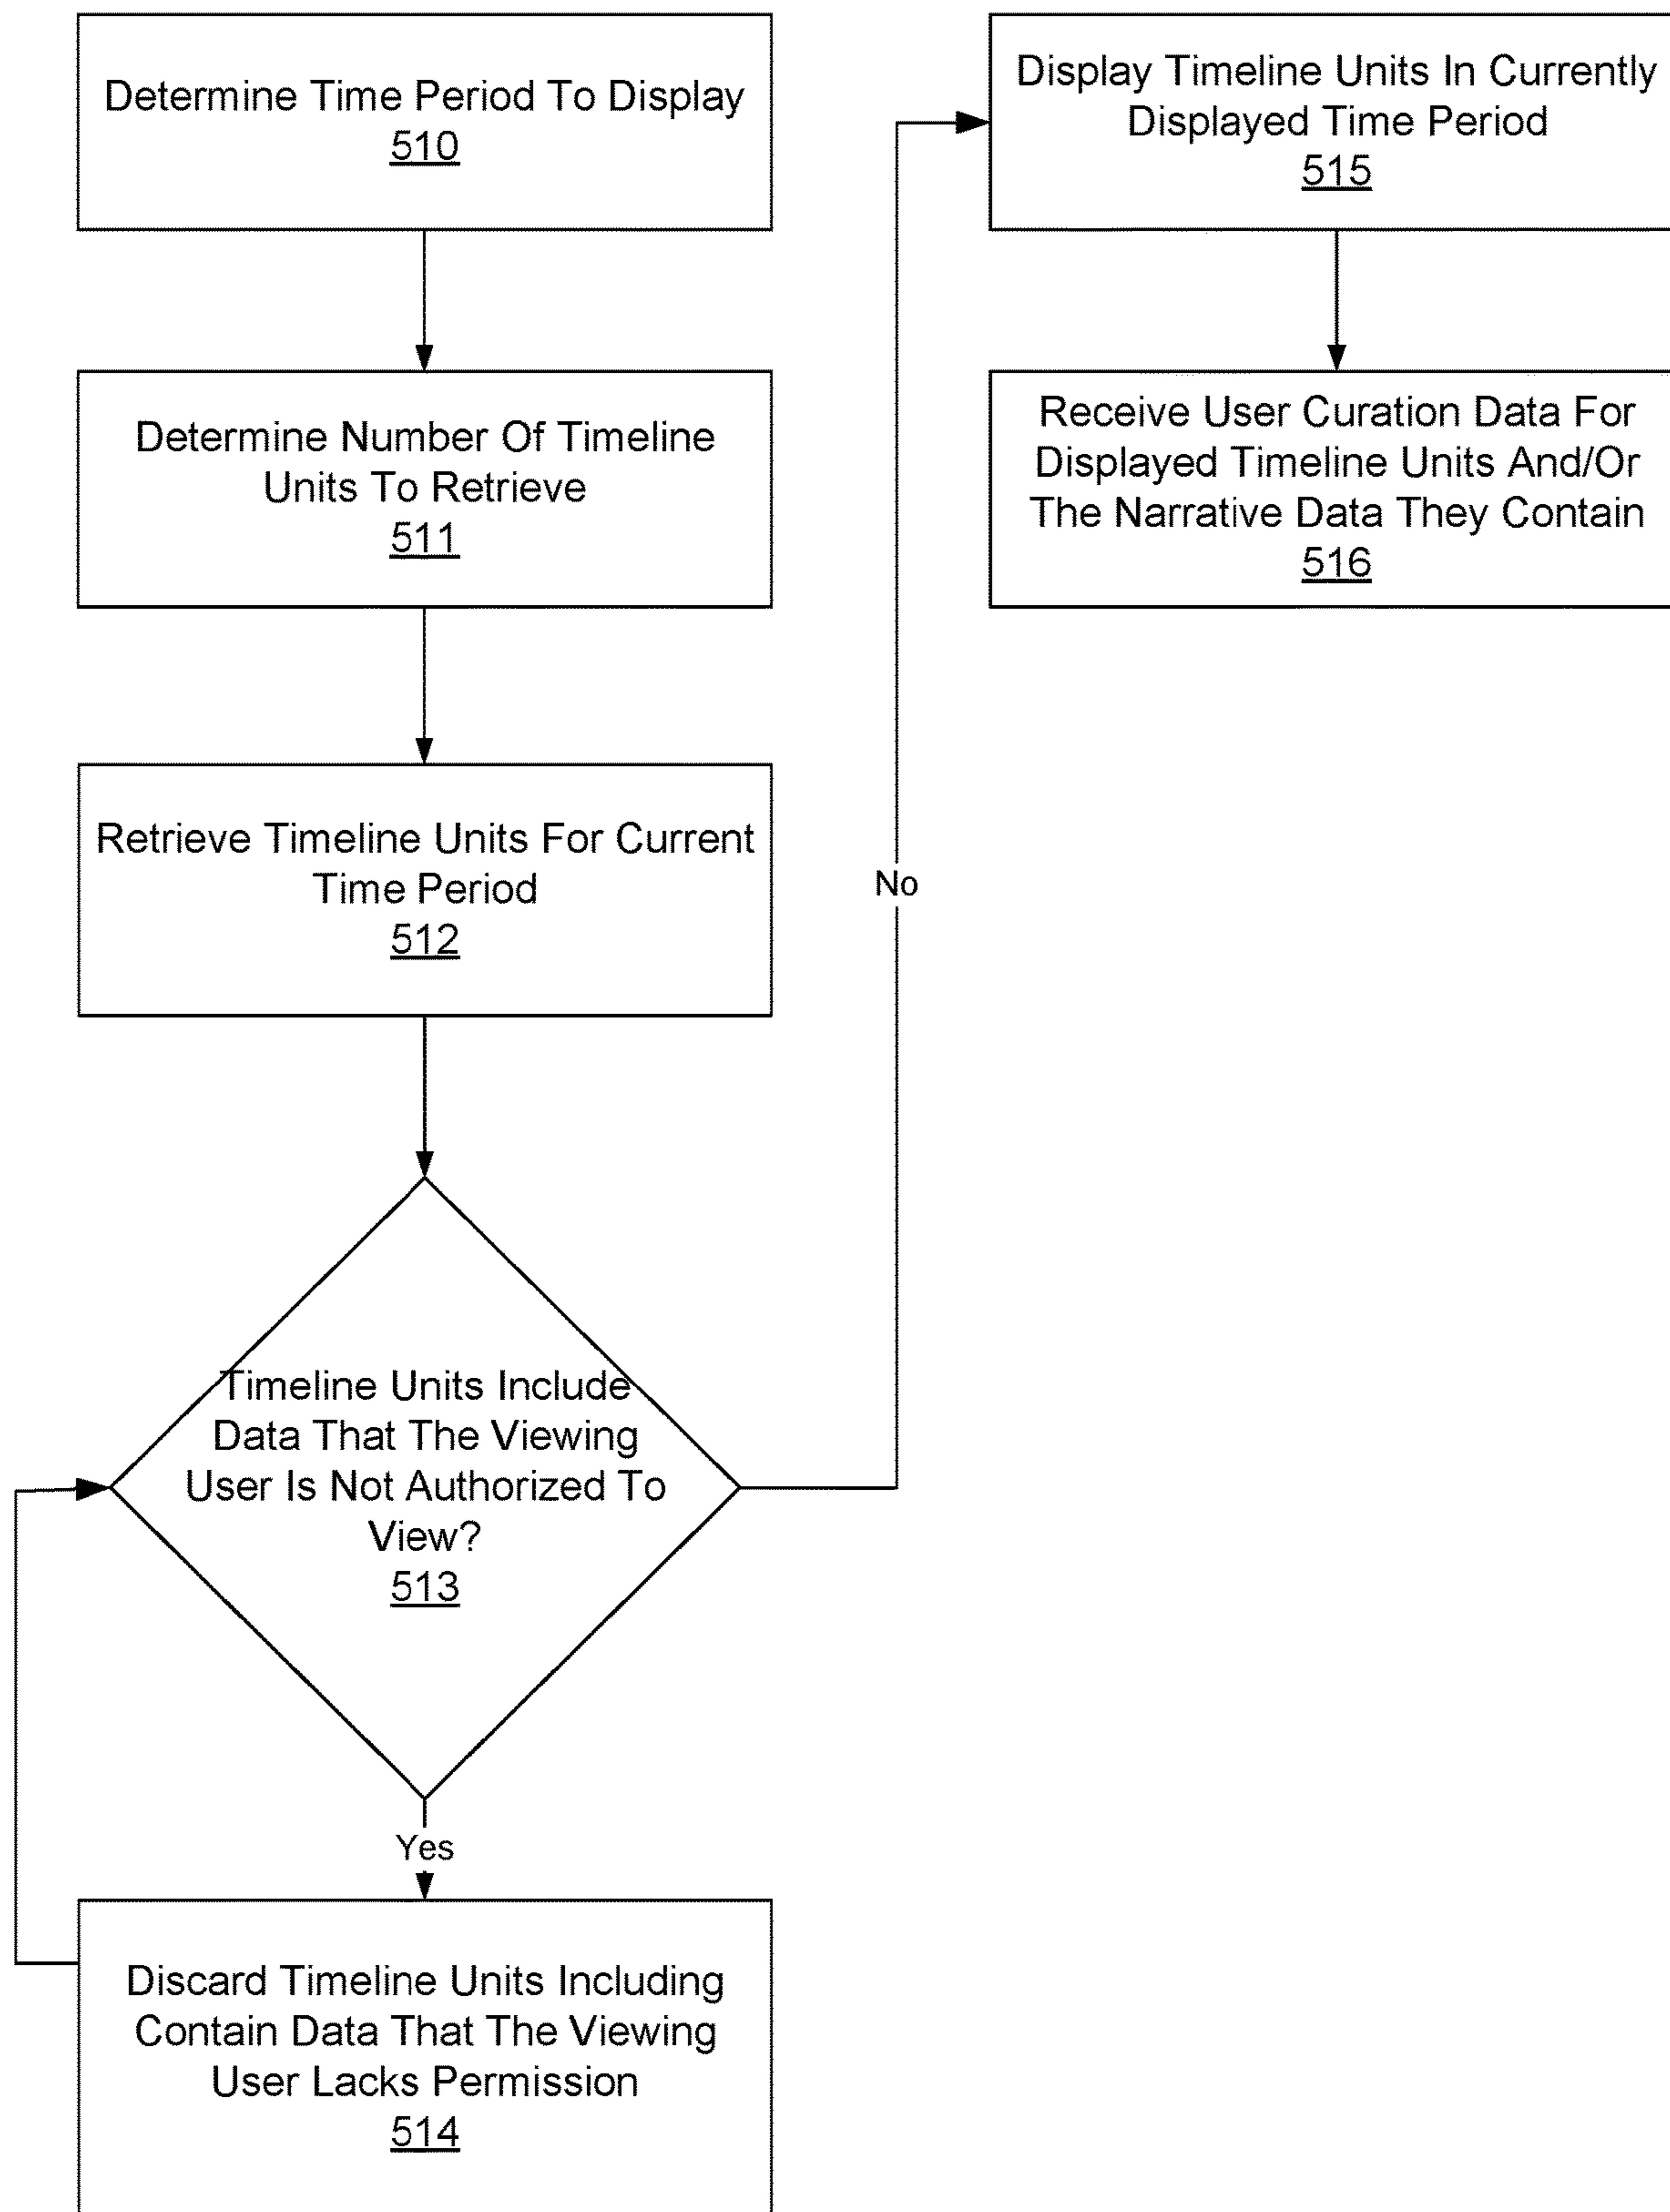 Determine Time Period To Display
510
Determine Number Of Timeline
Units To Retrieve
511
Retrieve Timeline Units For Current
Time Period
512
Timeline Units Include
Data That The Viewing
User Is Not Authorized To
View?
513
Yes
Discard Timeline Units Including
Contain Data That The Viewing
User Lacks Permission
514
No
Display Timeline Units In Currently
Displayed Time Period
515
Receive User Curation Data For
Displayed Timeline Units And/Or
The Narrative Data They Contain
516